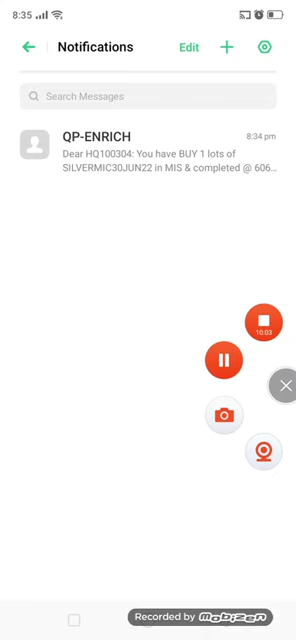 8:35
Notifications Edit
Search Messages
QP-ENRICH 8:34 pm
Dear HQ100304: You have BUY 1 lots of
SILVERMIC30JUN22 in MIS & completed @ 606...
10:03
Recorded by MOBIZEN